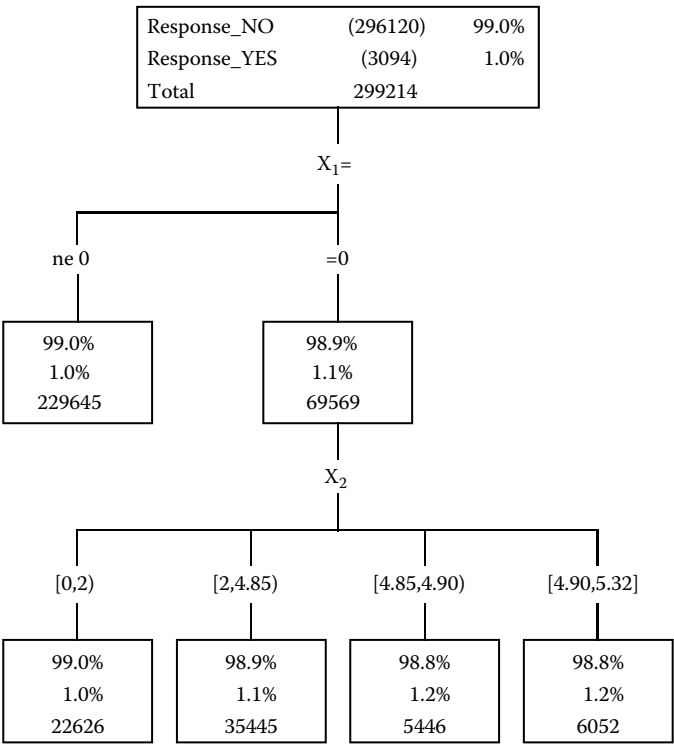 Response_NO (296120) 99.0%
Response_YES (3094) 1.0%
Total 299214
X₁=
ne 0 =0
99.0% 98.9%
1.0% 1.1%
229645 69569
X₂
[0,2) [2,4.85) [4.85,4.90) [4.90,5.32]
99.0% 98.9% 98.8% 98.8%
1.0% 1.1% 1.2% 1.2%
22626 35445 5446 6052